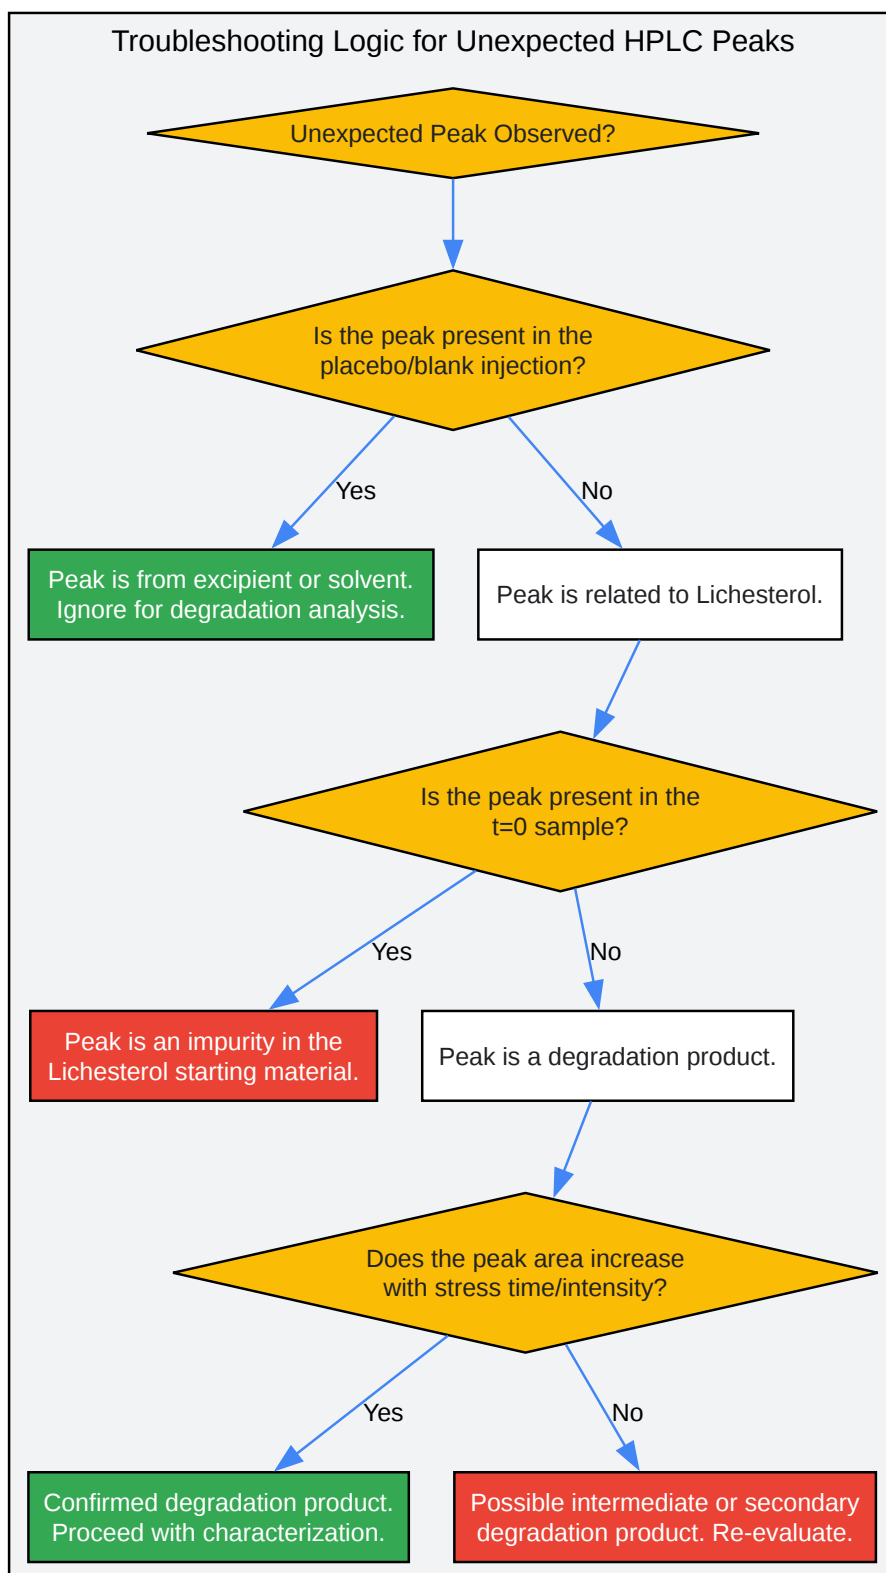 Troubleshooting Logic for Unexpected HPLC Peaks
Unexpected Peak Observed?
Is the peak present in the
placebo/blank injection?
Yes
No
Peak is from excipient or solvent.
Ignore for degradation analysis.
Peak is related to Lichesterol.
Is the peak present in the
t=0 sample?
Yes
No
Peak is an impurity in the
Lichesterol starting material.
Peak is a degradation product.
Does the peak area increase
with stress time/intensity?
Yes
No
Confirmed degradation product.
Proceed with characterization.
Possible intermediate or secondary
degradation product. Re-evaluate.